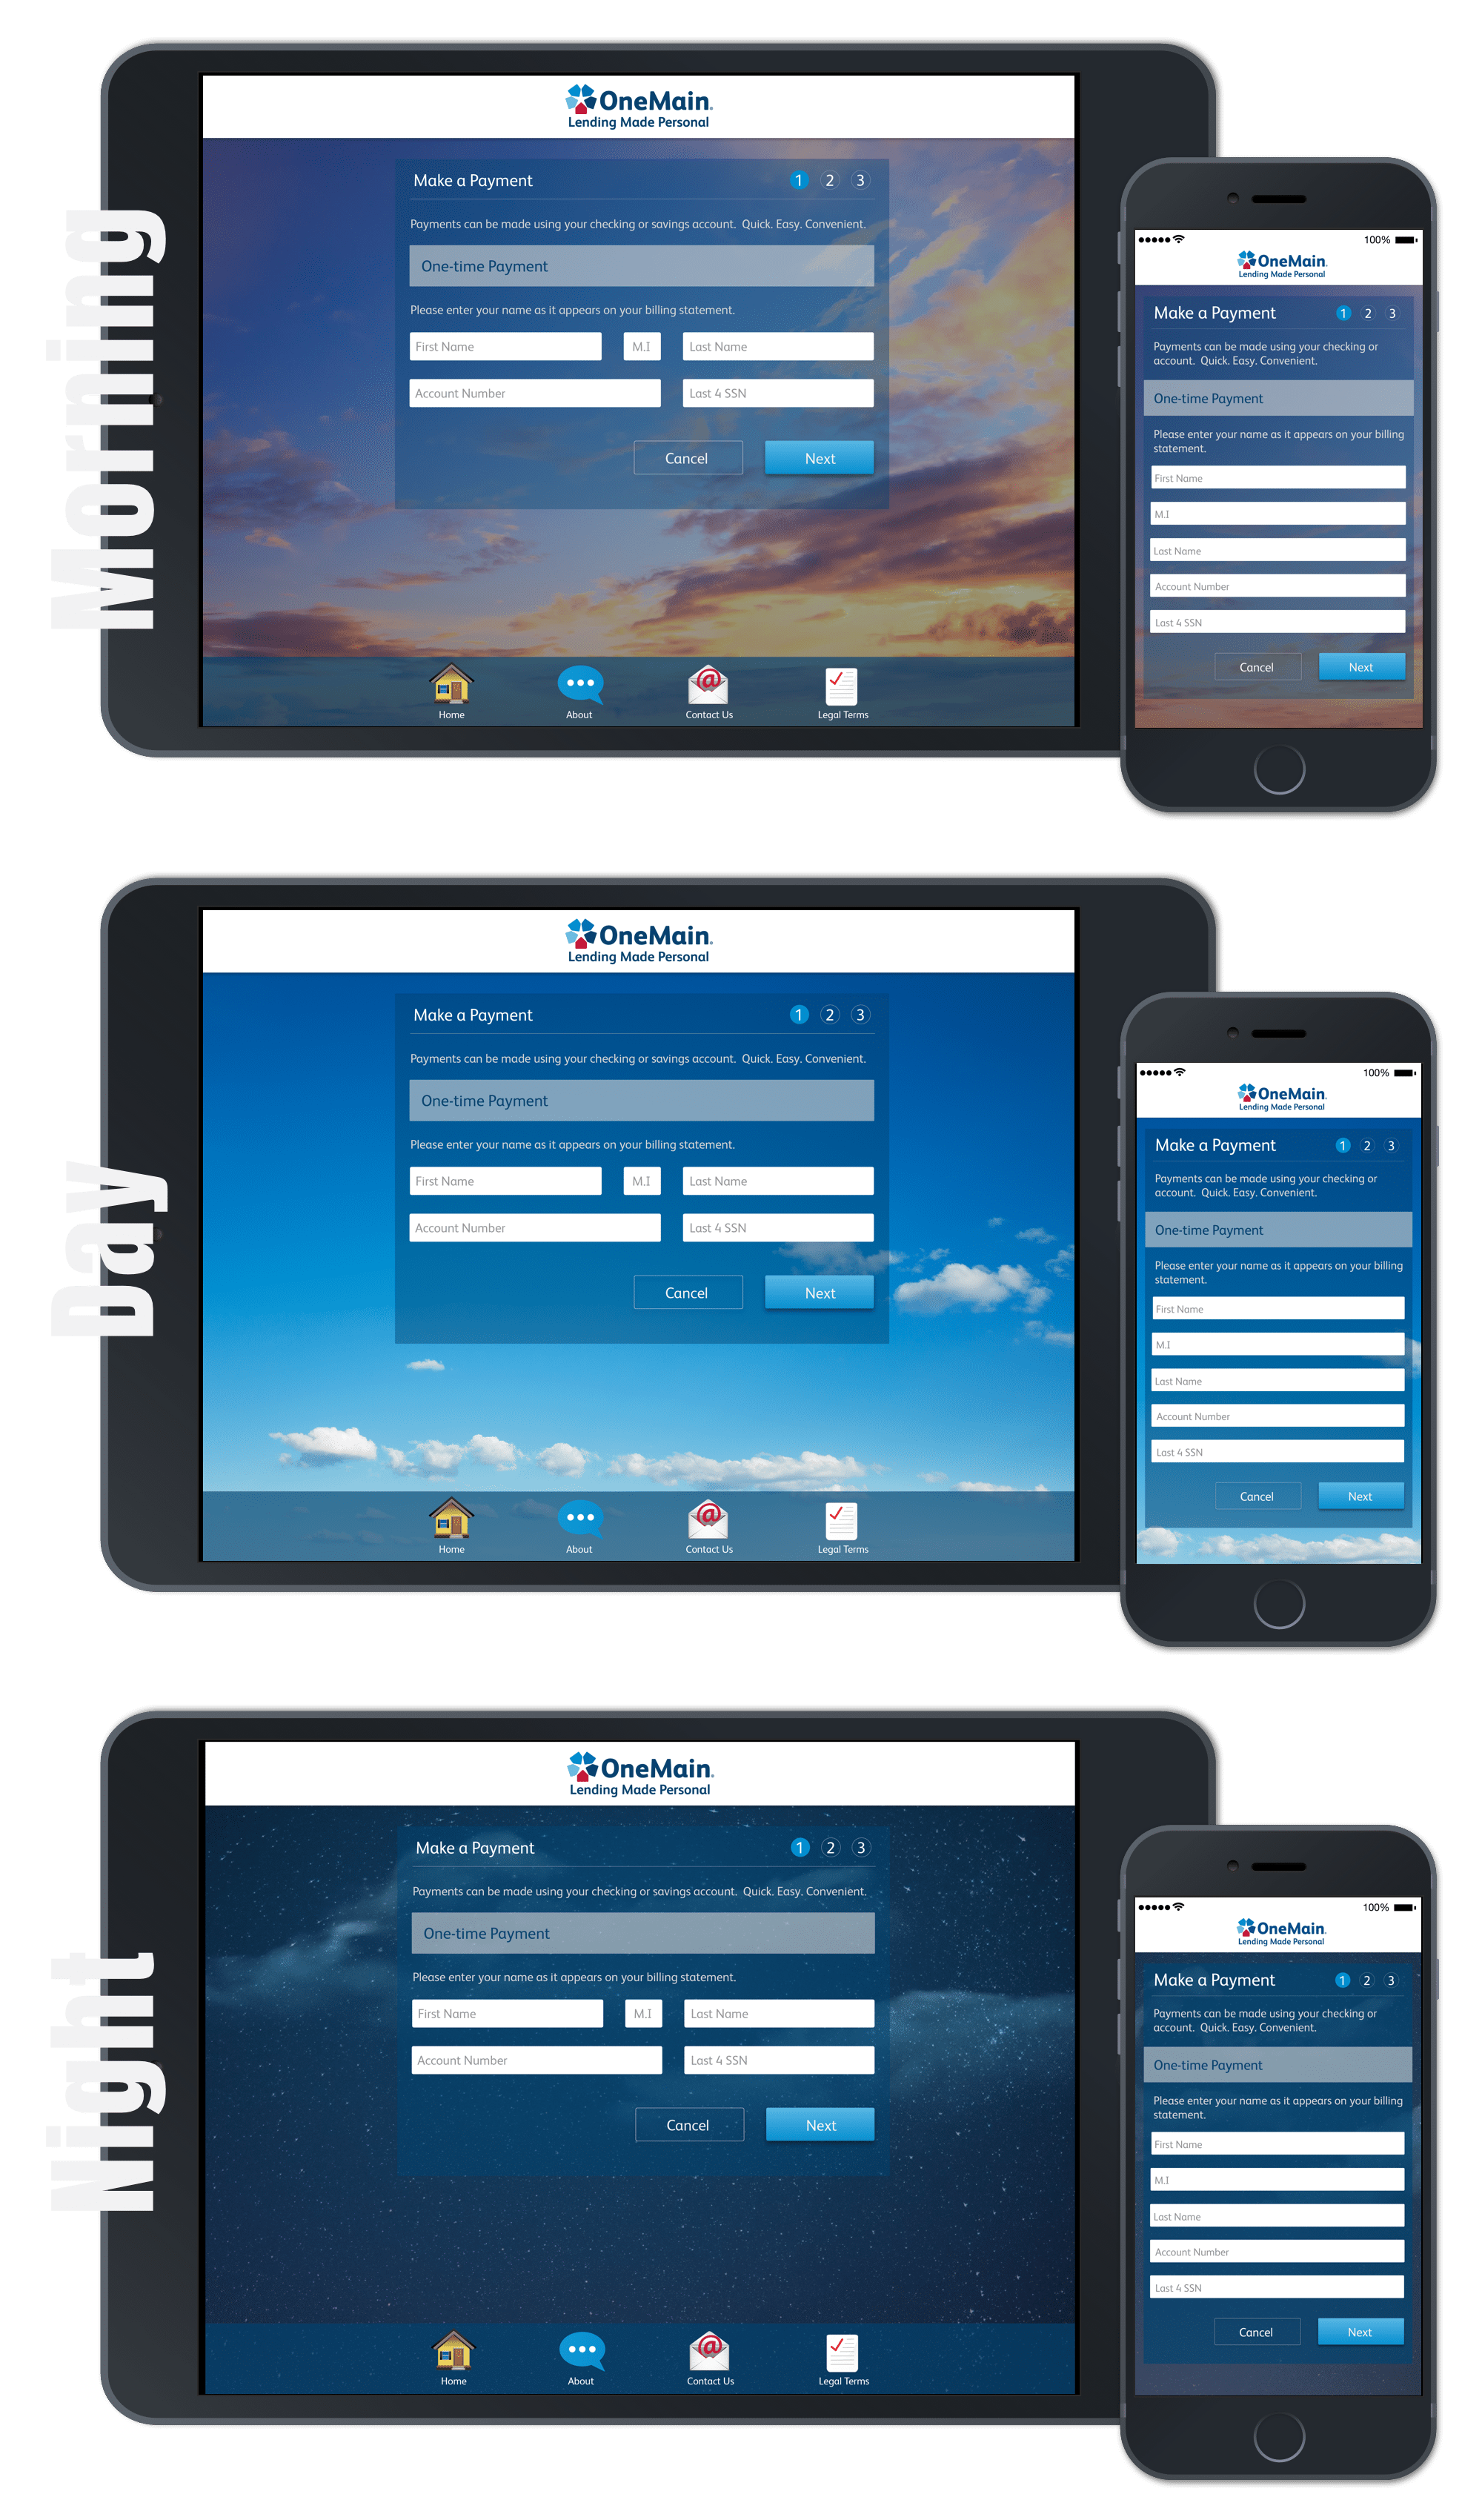 Morning
OneMain.
Lending Made Personal
Make a Payment
1 2 3
Payments can be made using your checking or savings account. Quick. Easy. Convenient.
One-time Payment
Please enter your name as it appears on your billing statement.
First Name M.I Last Name
Account Number Last 4 SSN
Cancel Next
Home About Contact Us Legal Terms
100%
OneMain.
Lending Made Personal
Make a Payment
1 2 3
Payments can be made using your checking or
account. Quick. Easy. Convenient.
One-time Payment
Please enter your name as it appears on your billing
statement.
First Name
M.I
Last Name
Account Number
Last 4 SSN
Cancel Next
Day
OneMain.
Lending Made Personal
Make a Payment
1 2 3
Payments can be made using your checking or savings account. Quick. Easy. Convenient.
One-time Payment
Please enter your name as it appears on your billing statement.
First Name M.I Last Name
Account Number Last 4 SSN
Cancel Next
Home About Contact Us Legal Terms
100%
OneMain.
Lending Made Personal
Make a Payment
1 2 3
Payments can be made using your checking or
account. Quick. Easy. Convenient.
One-time Payment
Please enter your name as it appears on your billing
statement.
First Name
M.I
Last Name
Account Number
Last 4 SSN
Cancel Next
Night
OneMain.
Lending Made Personal
Make a Payment
1 2 3
Payments can be made using your checking or savings account. Quick. Easy. Convenient.
One-time Payment
Please enter your name as it appears on your billing statement.
First Name M.I Last Name
Account Number Last 4 SSN
Cancel Next
Home About Contact Us Legal Terms
100%
OneMain.
Lending Made Personal
Make a Payment
1 2 3
Payments can be made using your checking or
account. Quick. Easy. Convenient.
One-time Payment
Please enter your name as it appears on your billing
statement.
First Name
M.I
Last Name
Account Number
Last 4 SSN
Cancel Next